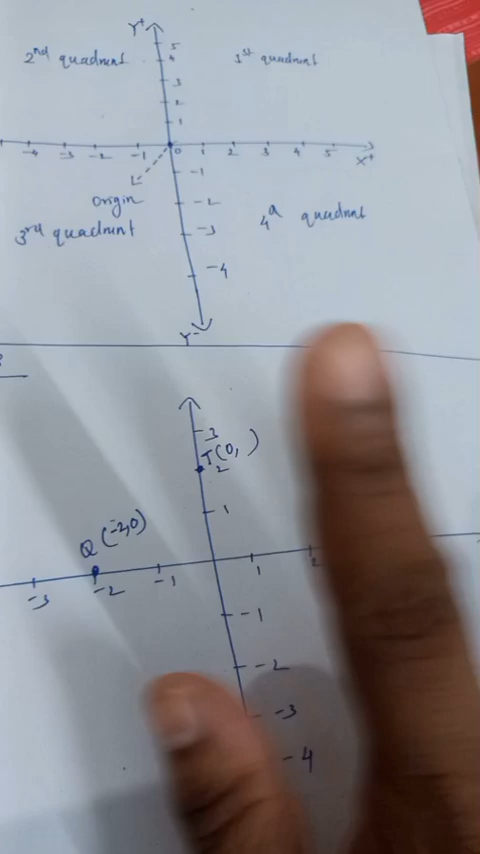 Y+
5
2nd quadrant 4 1st quadrant
3
2
1
-4 -3 -2 -1 0 1 2 3 4 5 X+
-1
origin -2
3rd quadrant -3 4 quadrant
-4
Y-
3
T(0, )
2
Q(-2,0) 1
-3 -2 -1 1 2
-1
-2
-3
-4